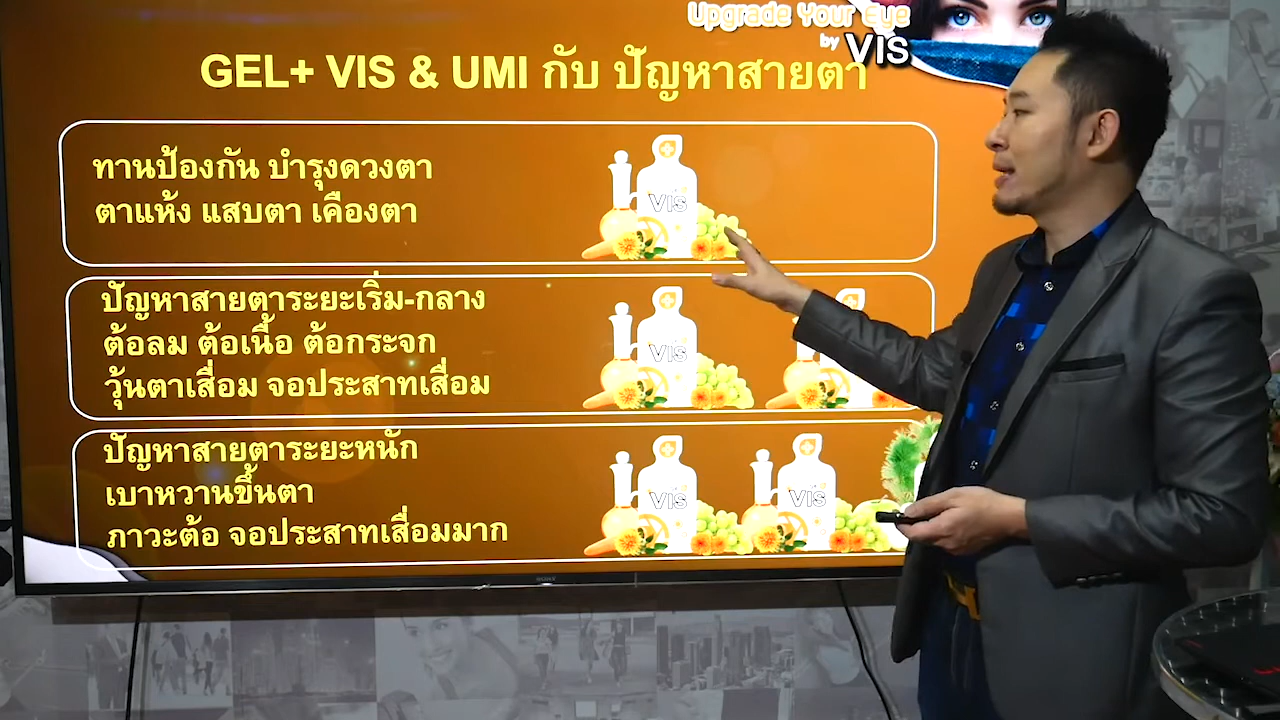 Upgrade Your Eye
by VIS
GEL+ VIS & UMI กับ ปัญหาสายตา
ทานป้องกัน บำรุงดวงตา
ตาแห้ง แสบตา เคืองตา
VIS
ปัญหาสายตาระยะเริ่ม-กลาง
ต้อลม ต้อเนื้อ ต้อกระจก
วุ้นตาเสื่อม จอประสาทเสื่อม
VIS
ปัญหาสายตาระยะหนัก
เบาหวานขึ้นตา
ภาวะต้อ จอประสาทเสื่อมมาก
VIS
VIS